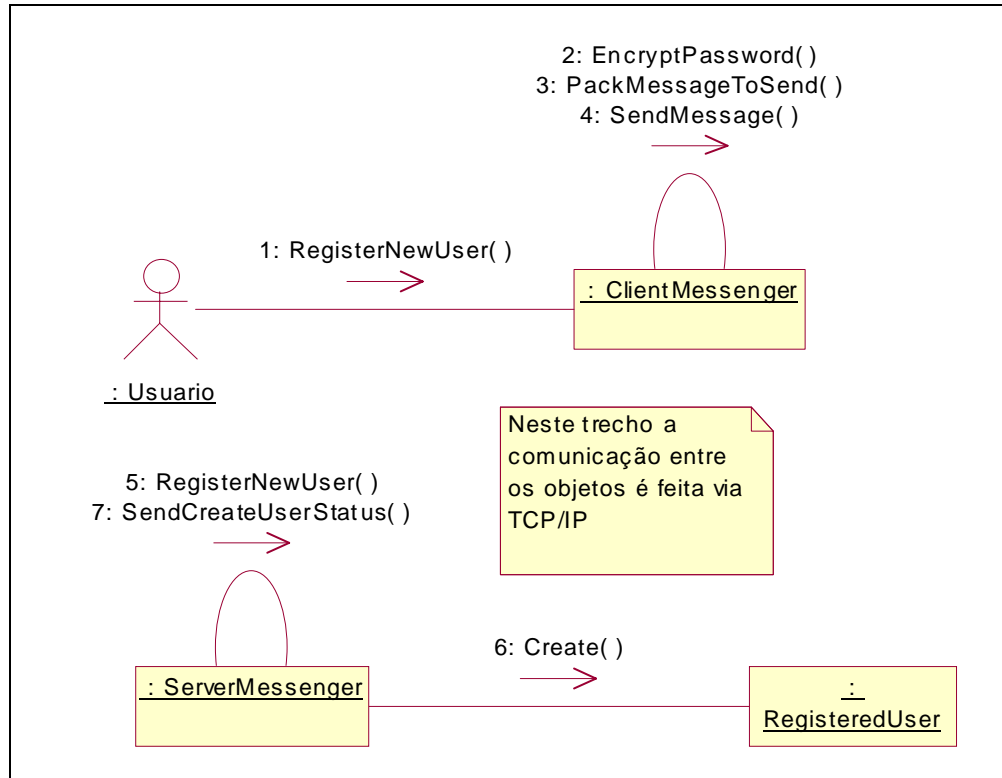 2: EncryptPassword( )
3: PackMessageToSend( )
4: SendMessage( )
1: RegisterNewUser( )
: ClientMessenger
: Usuario
Neste trecho a
comunicação entre
os objetos é feita via
TCP/IP
5: RegisterNewUser( )
7: SendCreateUserStatus( )
6: Create( )
: ServerMessenger
:
RegisteredUser